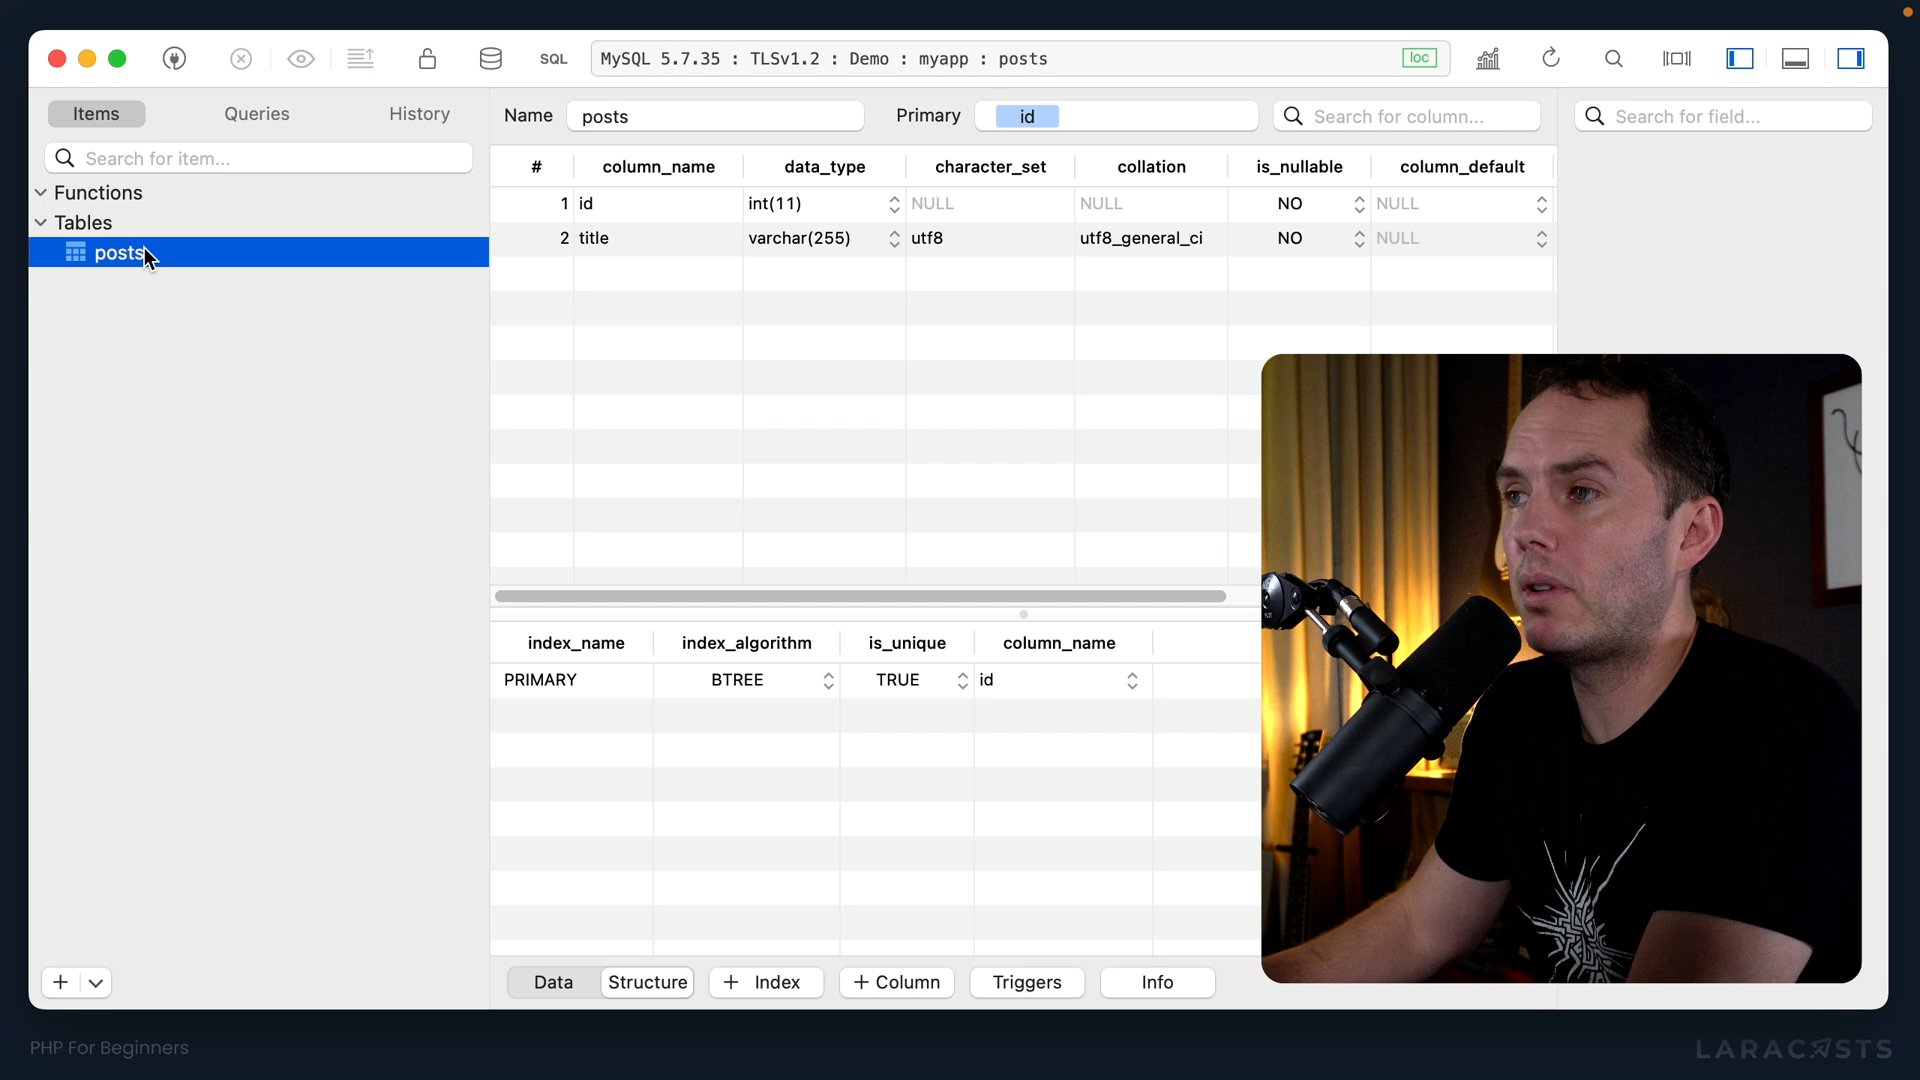 SQL
MySQL 5.7.35 : TLSv1.2 : Demo : myapp : posts
loc
Items
Queries
History
Search for item...
Functions
Tables
posts
Name
posts
Primary
id
Search for column...
Search for field...
# column_name data_type character_set collation is_nullable column_default
1 id int(11) NULL NULL NO NULL
2 title varchar(255) utf8 utf8_general_ci NO NULL
index_name index_algorithm is_unique column_name
PRIMARY BTREE TRUE id
Data
Structure
+ Index
+ Column
Triggers
Info
PHP For Beginners
LARACASTS